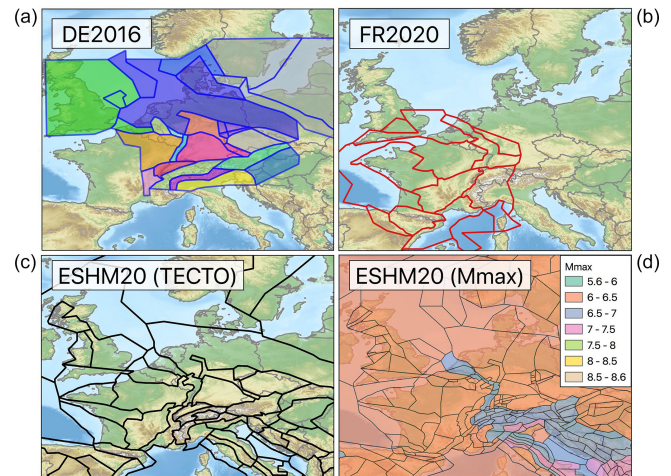 (a)
DE2016
FR2020
(b)
(c)
ESHM20 (TECTO)
ESHM20 (Mmax)
(d)
Mmax
5.6 - 6
6 - 6.5
6.5 - 7
7 - 7.5
7.5 - 8
8 - 8.5
8.5 - 8.6